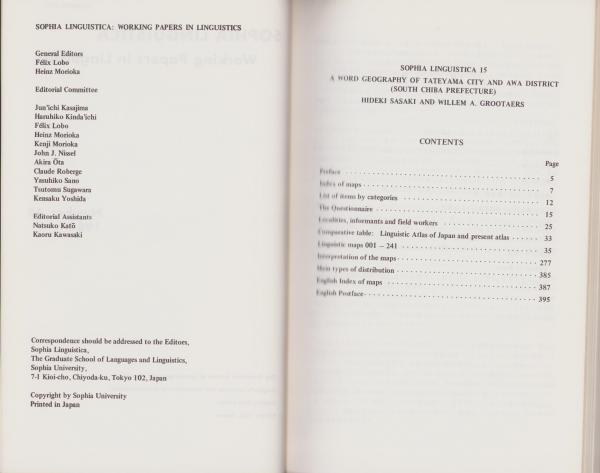 SOPHIA LINGUISTICA: WORKING PAPERS IN LINGUISTICS
General Editors
Félix Lobo
Heinz Morioka
Editorial Committee
Jun'ichi Kasajima
Haruhiko Kinda'ichi
Félix Lobo
Heinz Morioka
Kenji Morioka
John J. Nissel
Akira Ōta
Claude Roberge
Yasuhiko Sano
Tsutomu Sugawara
Kensaku Yoshida
Editorial Assistants
Natsuko Katō
Kaoru Kawasaki
Correspondence should be addressed to the Editors,
Sophia Linguistica,
The Graduate School of Languages and Linguistics,
Sophia University,
7-1 Kioi-cho, Chiyoda-ku, Tokyo 102, Japan
Copyright by Sophia University
Printed in Japan
SOPHIA LINGUISTICA 15
A WORD GEOGRAPHY OF TATEYAMA CITY AND AWA DISTRICT
(SOUTH CHIBA PREFECTURE)
HIDEKI SASAKI AND WILLEM A. GROOTAERS
CONTENTS
Page
Preface 5
Index of maps 7
List of items by categories 12
The Questionnaire 15
Localities, informants and field workers 25
Comparative table: Linguistic Atlas of Japan and present atlas 33
Linguistic maps 001 – 241 35
Interpretation of the maps 277
Main types of distribution 385
English Index of maps 387
English Postface 395